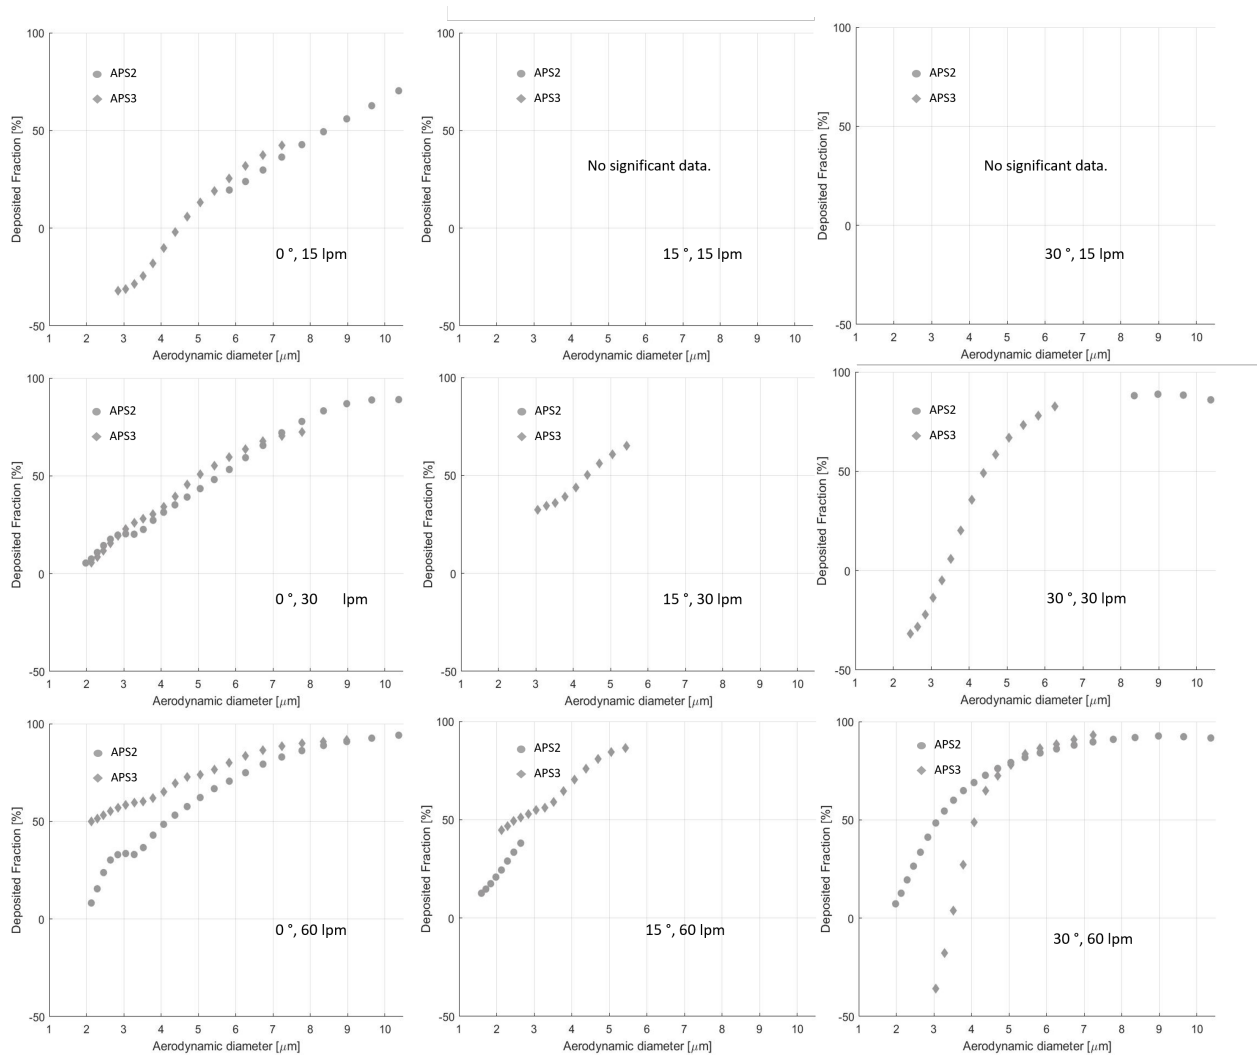 100
50
0
-50
Deposited Fraction [%]
APS2
APS3
0 °, 15 lpm
1 2 3 4 5 6 7 8 9 10
Aerodynamic diameter [μm]
100
50
0
-50
Deposited Fraction [%]
APS2
APS3
No significant data.
15 °, 15 lpm
1 2 3 4 5 6 7 8 9 10
Aerodynamic diameter [μm]
100
50
0
-50
Deposited Fraction [%]
APS2
APS3
No significant data.
30 °, 15 lpm
1 2 3 4 5 6 7 8 9 10
Aerodynamic diameter [μm]
100
50
0
-50
Deposited Fraction [%]
APS2
APS3
0 °, 30 lpm
1 2 3 4 5 6 7 8 9 10
Aerodynamic diameter [μm]
100
50
0
-50
Deposited Fraction [%]
APS2
APS3
15 °, 30 lpm
1 2 3 4 5 6 7 8 9 10
Aerodynamic diameter [μm]
100
50
0
-50
Deposited Fraction [%]
APS2
APS3
30 °, 30 lpm
1 2 3 4 5 6 7 8 9 10
Aerodynamic diameter [μm]
100
50
0
-50
Deposited Fraction [%]
APS2
APS3
0 °, 60 lpm
1 2 3 4 5 6 7 8 9 10
Aerodynamic diameter [μm]
100
50
0
-50
Deposited Fraction [%]
APS2
APS3
15 °, 60 lpm
1 2 3 4 5 6 7 8 9 10
Aerodynamic diameter [μm]
100
50
0
-50
Deposited Fraction [%]
APS2
APS3
30 °, 60 lpm
1 2 3 4 5 6 7 8 9 10
Aerodynamic diameter [μm]